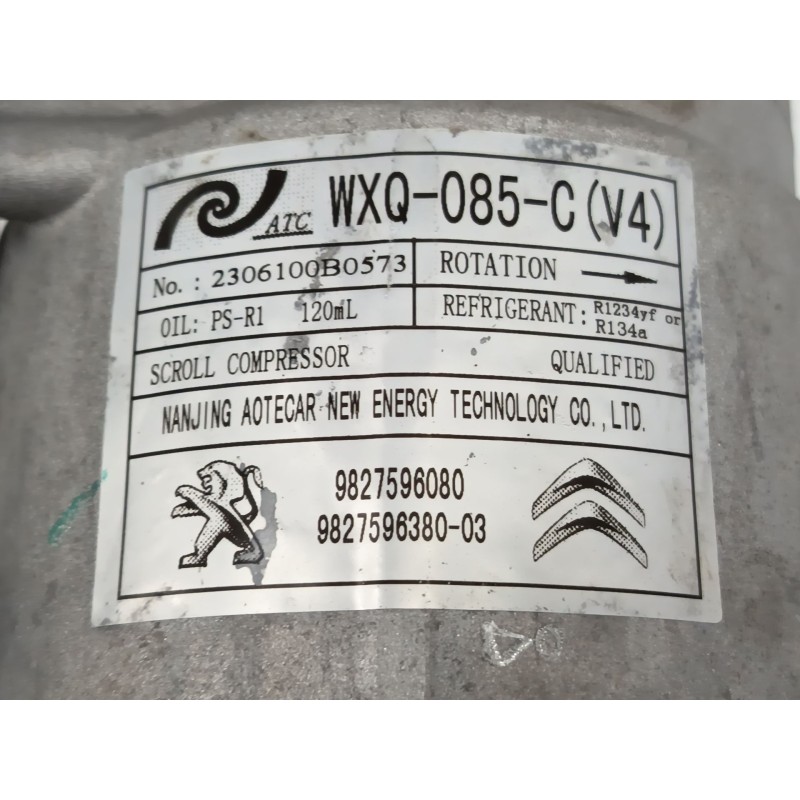 ATC WXQ-085-C(V4)
No. : 2306100B0573 ROTATION
OIL: PS-R1 120mL REFRIGERANT: R1234yf or R134a
SCROLL COMPRESSOR QUALIFIED
NANJING AOTECAR NEW ENERGY TECHNOLOGY CO.,LTD.
9827596080
9827596380-03